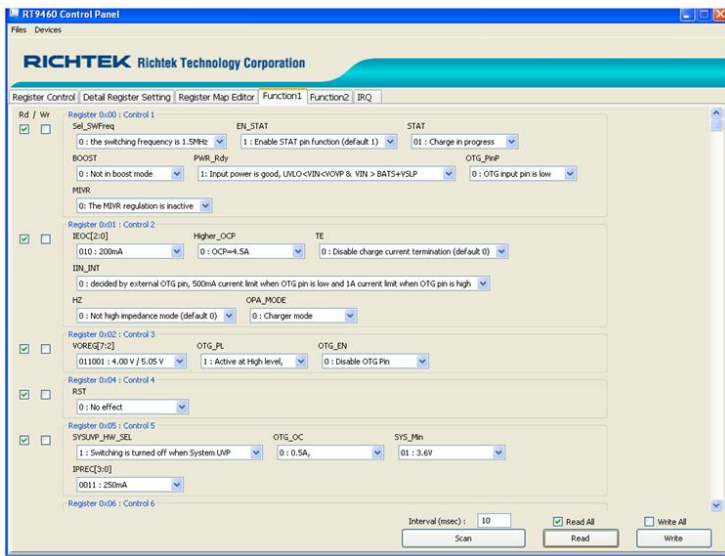 RT9460 Control Panel
Files Devices
RICHTEK Richtek Technology Corporation
Register Control Detail Register Setting Register Map Editor Function1 Function2 IRQ
Rd / Wr
Register 0x00 : Control 1
Sel_SWFreq EN_STAT STAT
0 : the switching frequency is 1.5MHz 1 : Enable STAT pin function (default 1) 01 : Charge in progress
BOOST PWR_Rdy OTG_PinP
0 : Not in boost mode 1: Input power is good, UVLO<VIN<VOVP & VIN > BATS+VSLP 0 : OTG input pin is low
MIVR
0: The MIVR regulation is inactive
Register 0x01 : Control 2
IEOC[2:0] Higher_OCP TE
010 : 200mA 0 : OCP=4.5A 0 : Disable charge current termination (default 0)
IIN_INT
0 : decided by external OTG pin, 500mA current limit when OTG pin is low and 1A current limit when OTG pin is high
HZ OPA_MODE
0 : Not high impedance mode (default 0) 0 : Charger mode
Register 0x02 : Control 3
VOREG[7:2] OTG_PL OTG_EN
011001 : 4.00 V / 5.05 V 1 : Active at High level, 0 : Disable OTG Pin
Register 0x04 : Control 4
RST
0 : No effect
Register 0x05 : Control 5
SYSUVP_HW_SEL OTG_OC SYS_Min
1 : Switching is turned off when System UVP 0 : 0.5A, 01 : 3.6V
IPREC[3:0]
0011 : 250mA
Register 0x06 : Control 6
Interval (msec) : 10 Read All Write All
Scan Read Write